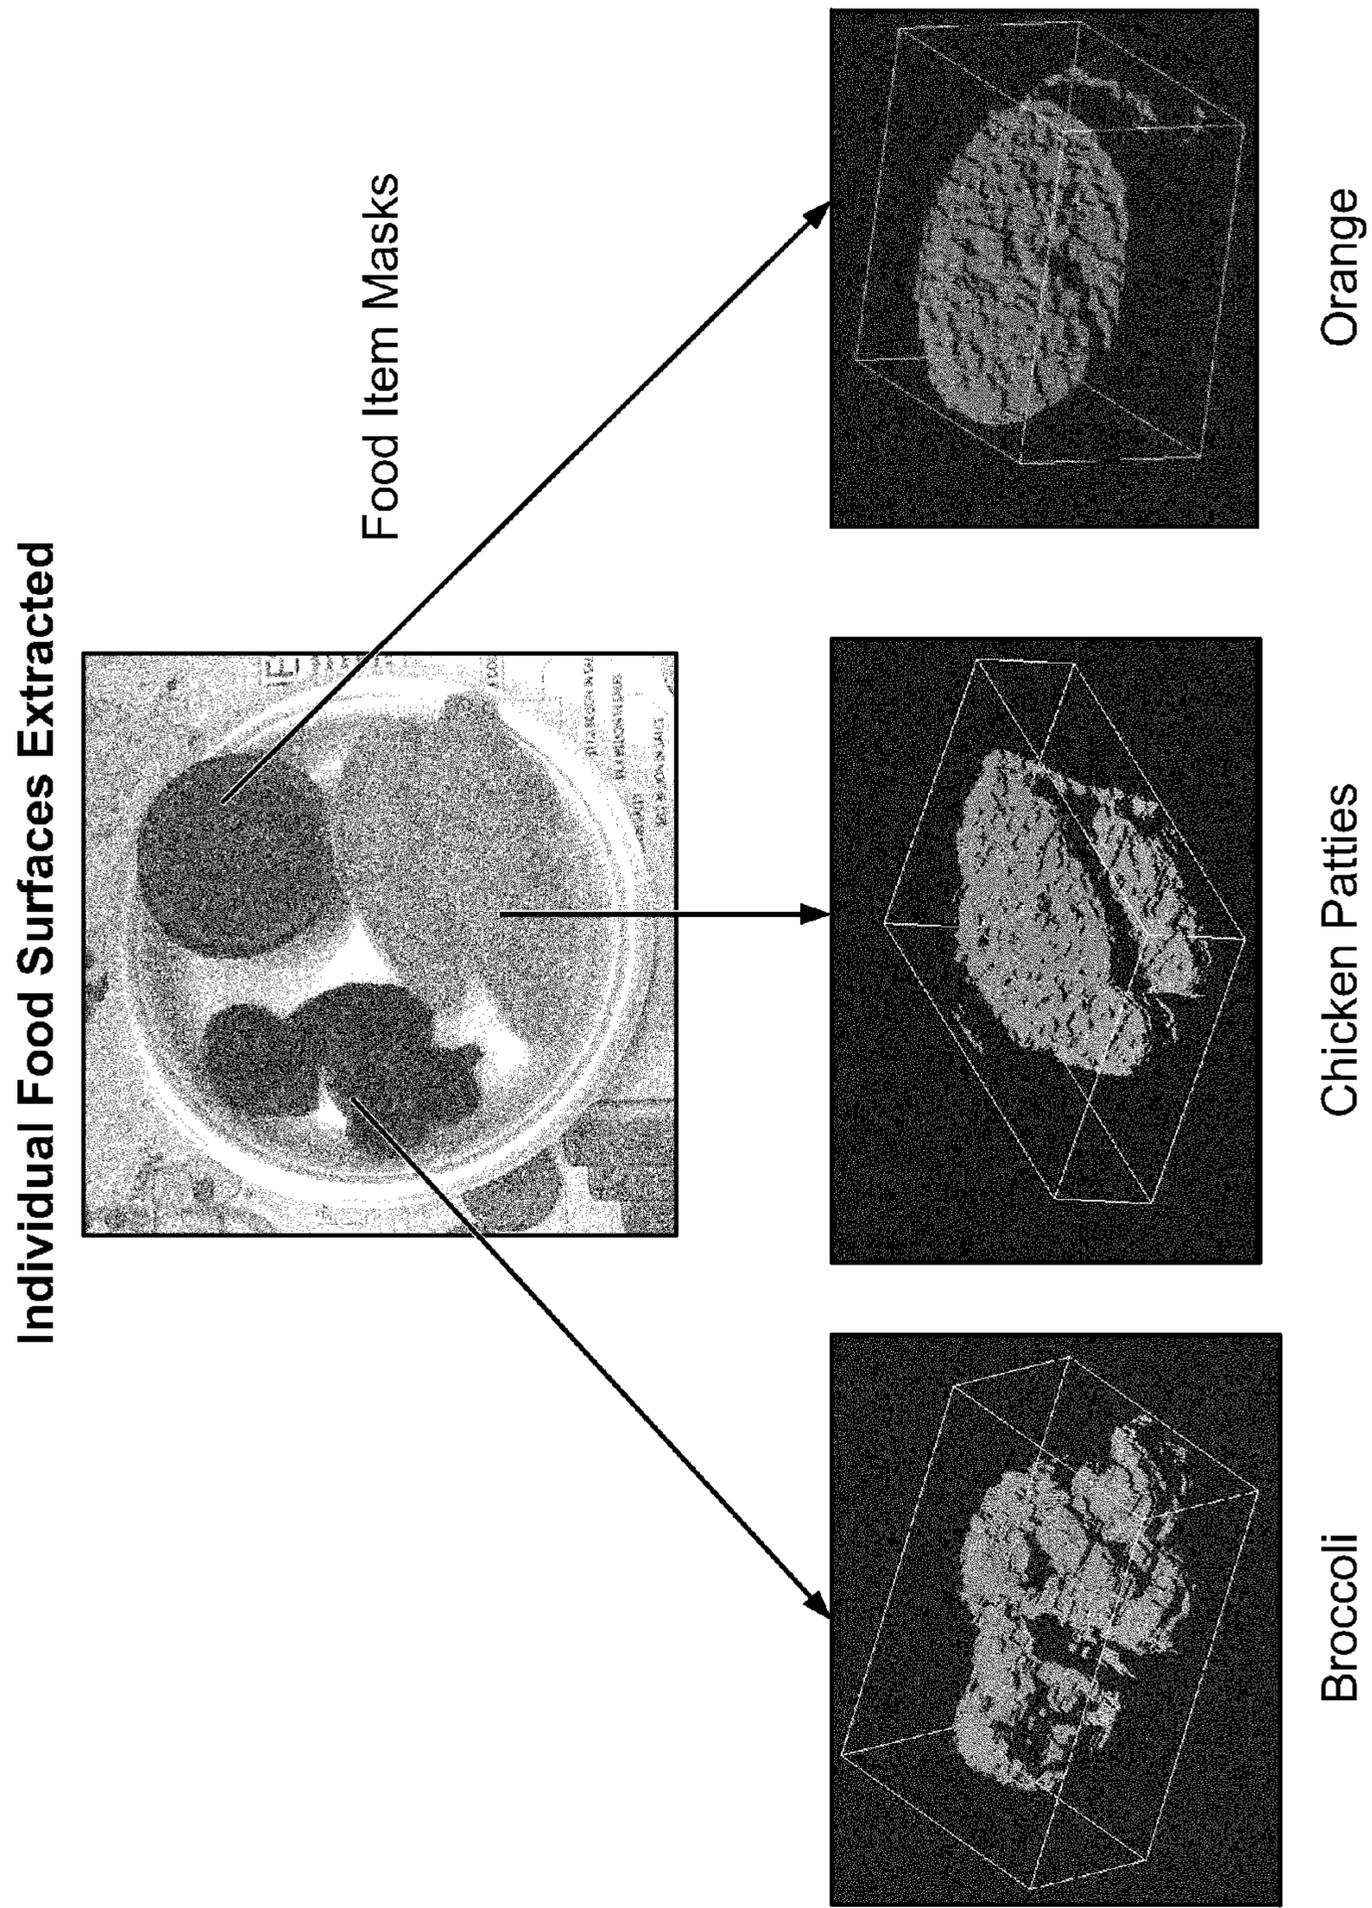 Individual Food Surfaces Extracted
Food Item Masks
Broccoli
Chicken Patties
Orange